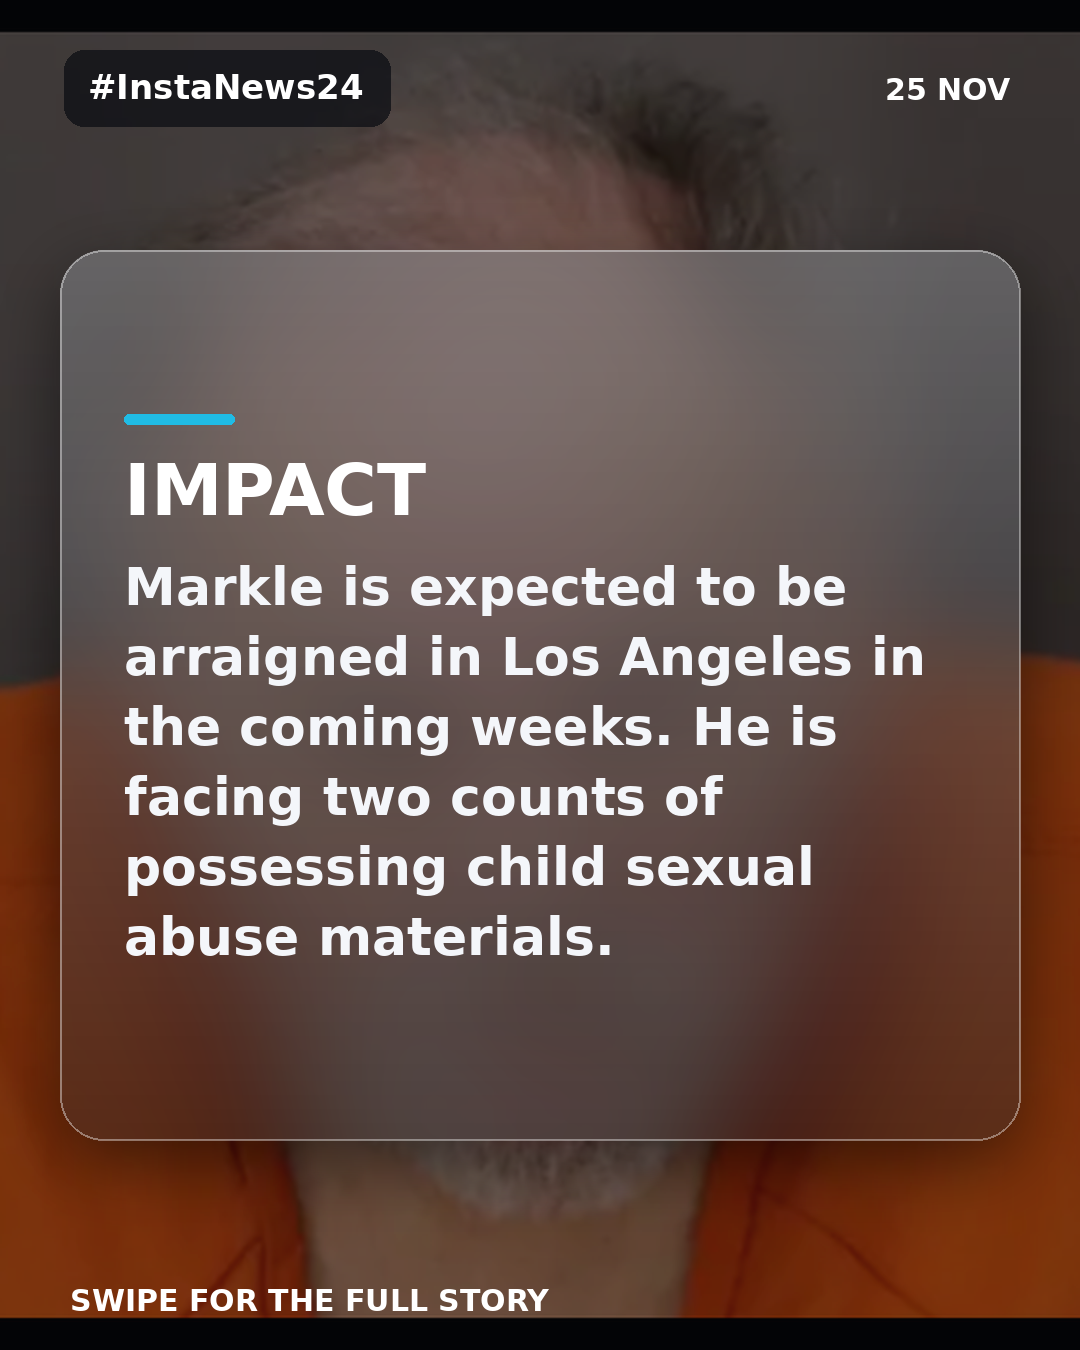 #InstaNews24
25 NOV
IMPACT
Markle is expected to be
arraigned in Los Angeles in
the coming weeks. He is
facing two counts of
possessing child sexual
abuse materials.
SWIPE FOR THE FULL STORY